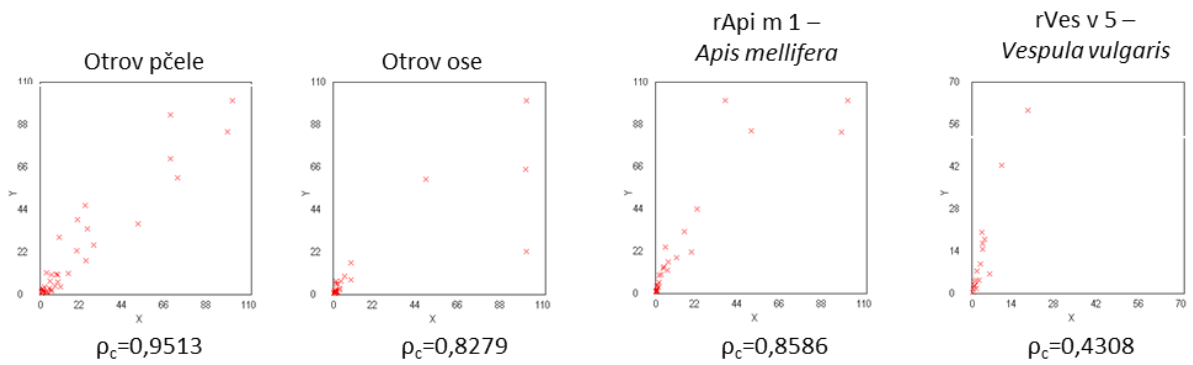 Otrov pčele
110
88
66
44
22
0
0
22
44
66
88
110
Y
X
ρc=0,9513
Otrov ose
110
88
66
44
22
0
0
22
44
66
88
110
Y
X
ρc=0,8279
rApi m 1 –
Apis mellifera
110
88
66
44
22
0
0
22
44
66
88
110
Y
X
ρc=0,8586
rVes v 5 –
Vespula vulgaris
70
56
42
28
14
0
0
14
28
42
56
70
Y
X
ρc=0,4308